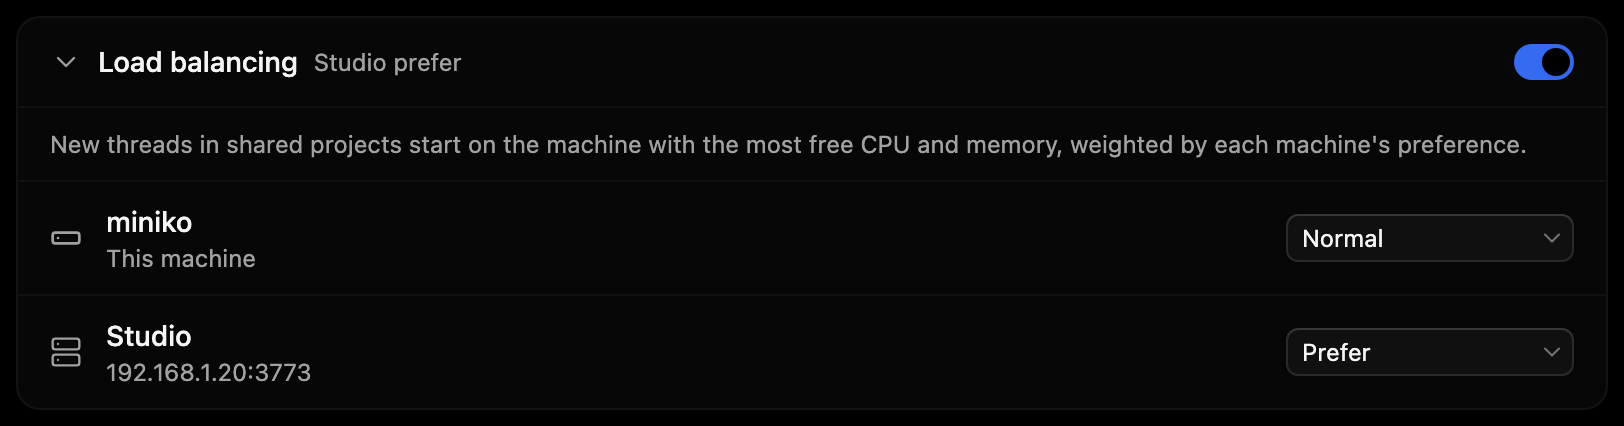 Load balancing Studio prefer
New threads in shared projects start on the machine with the most free CPU and memory, weighted by each machine's preference.
miniko
This machine
Normal
Studio
192.168.1.20:3773
Prefer